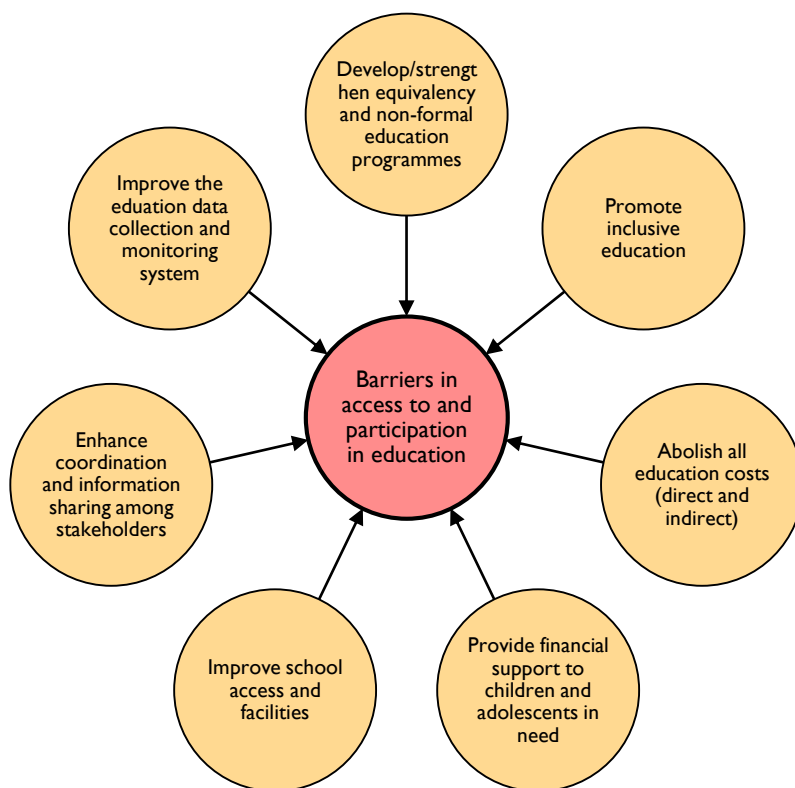 Develop/strengt
hen equivalency
and non-formal
education
programmes
Improve the
eduation data
collection and
monitoring
system
Promote
inclusive
education
Barriers in
access to and
participation
in education
Enhance
coordination
and information
sharing among
stakeholders
Abolish all
education costs
(direct and
indirect)
Improve school
access and
facilities
Provide financial
support to
children and
adolescents in
need